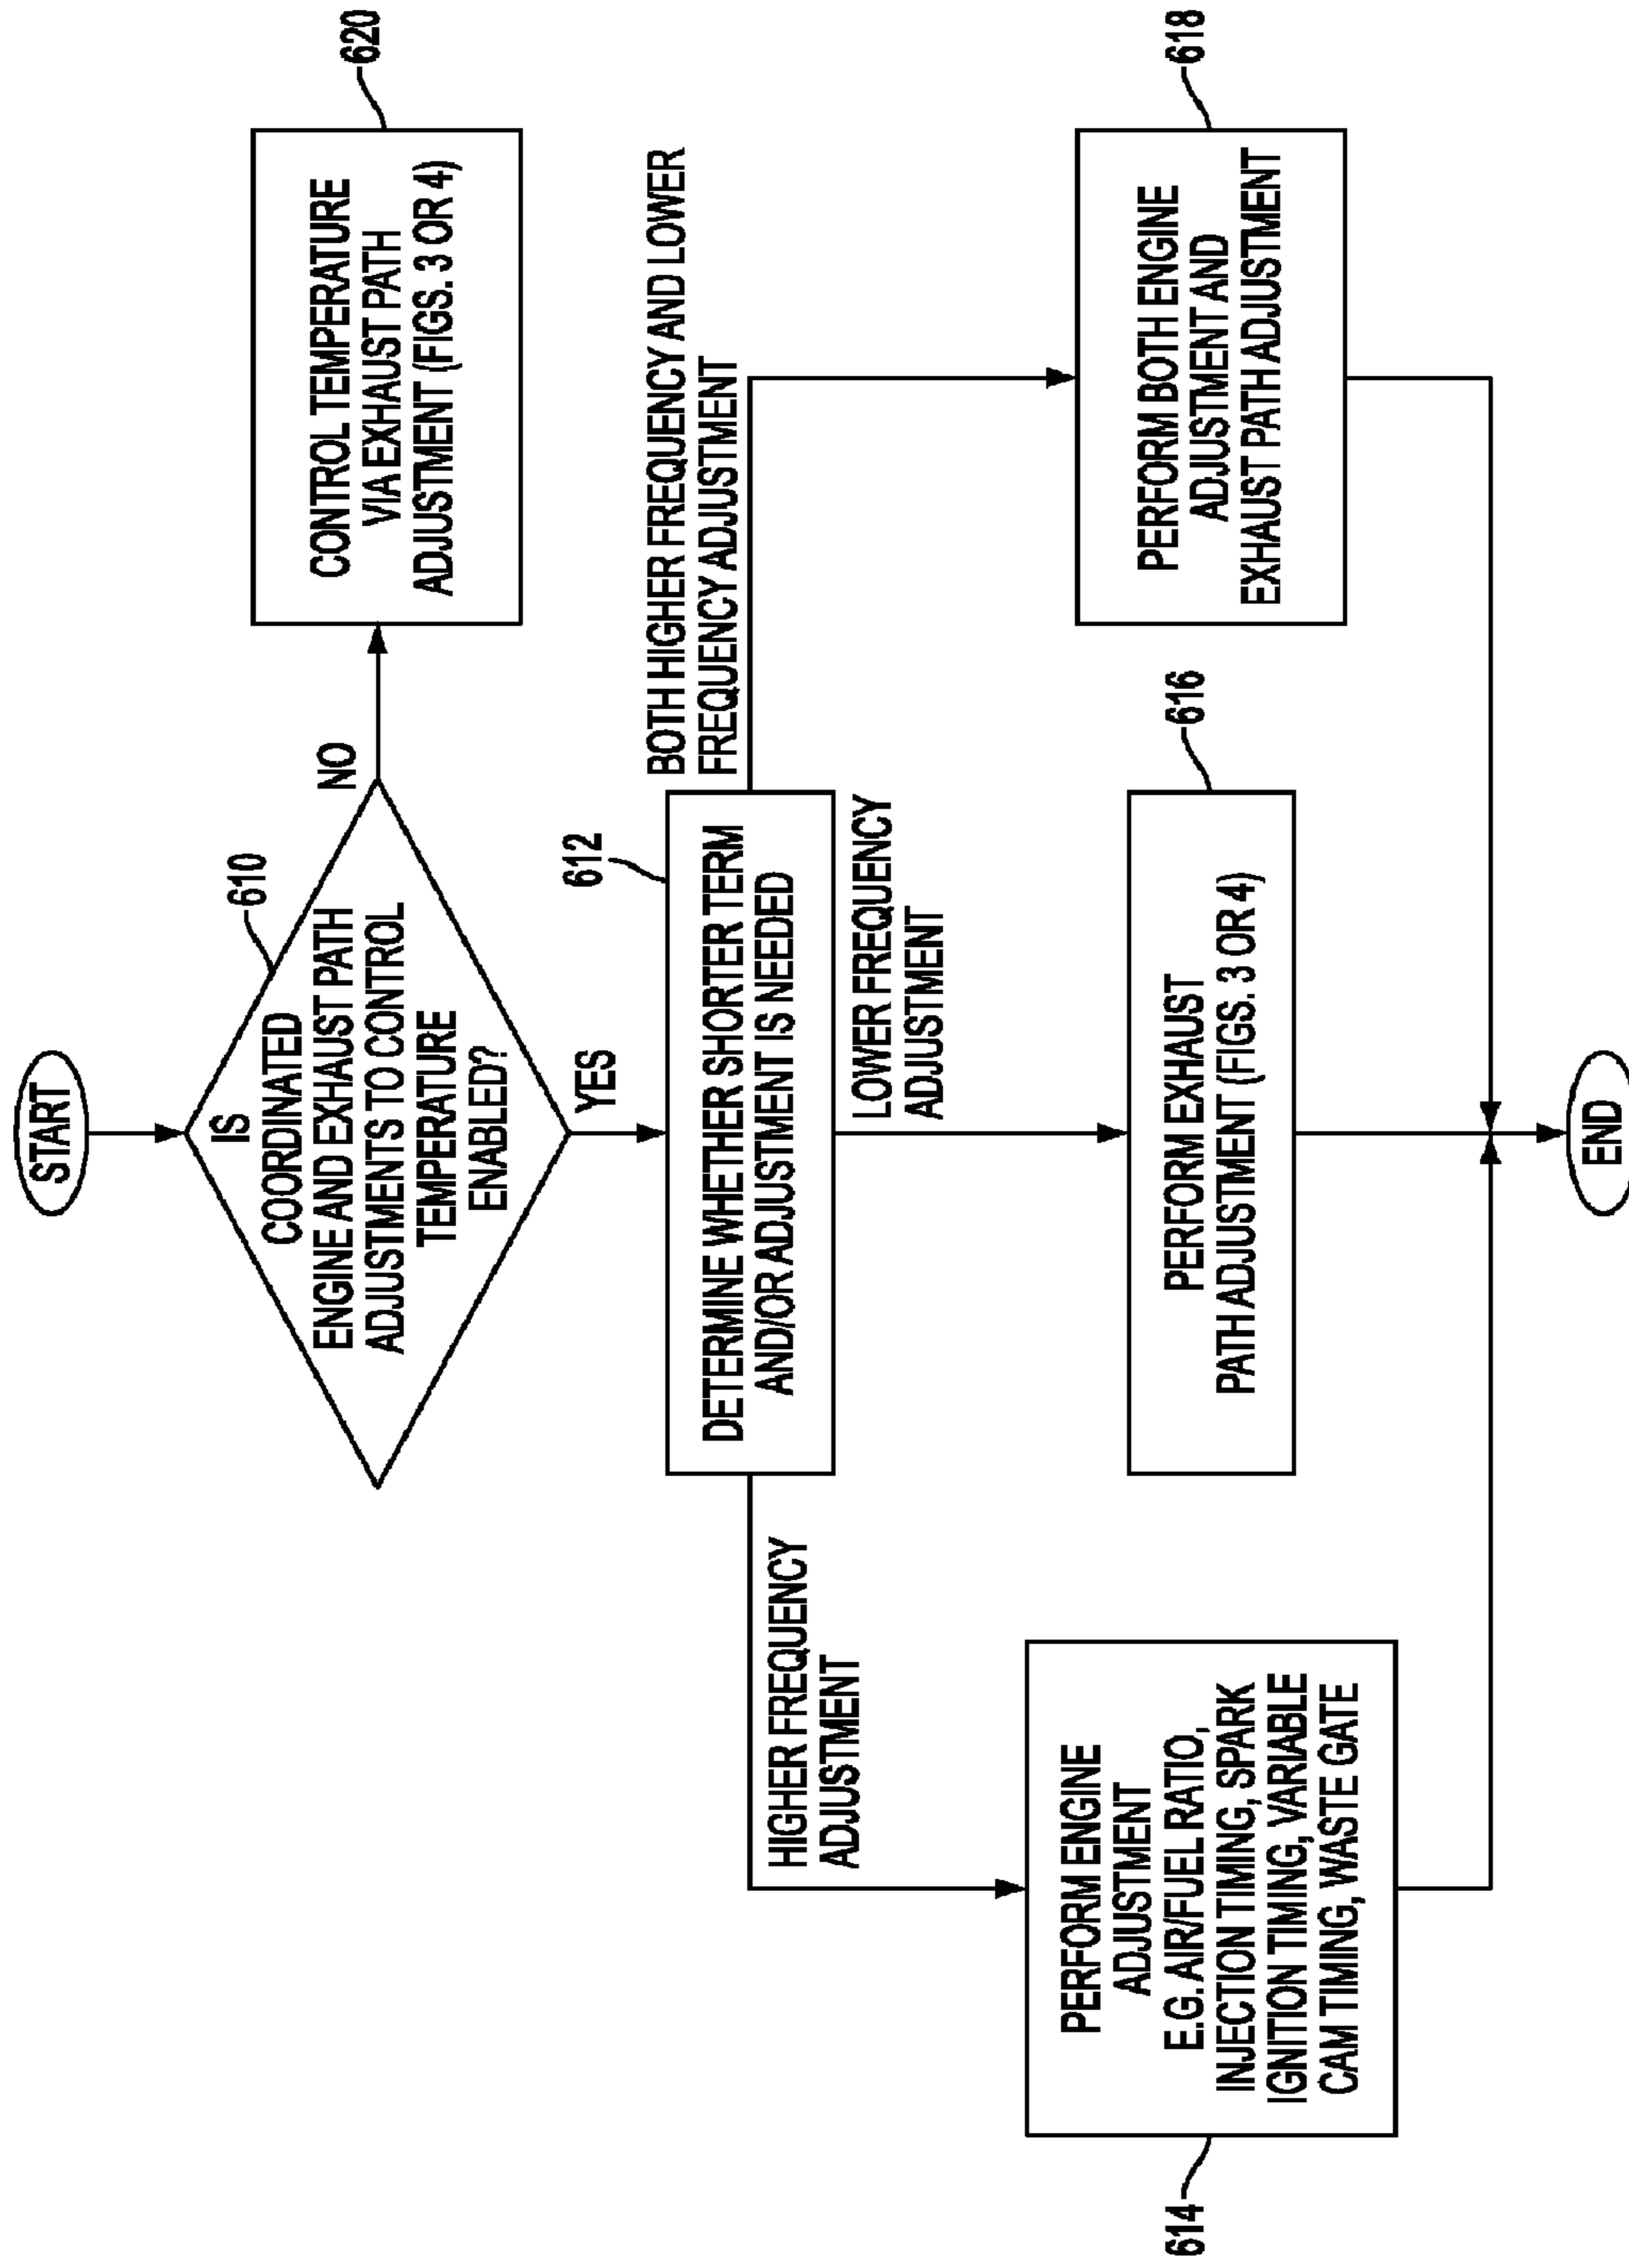 START
IS
COORDINATED
ENGINE AND EXHAUST PATH
ADJUSTMENTS TO CONTROL
TEMPERATURE
ENABLED?
610
NO
CONTROL TEMPERATURE
VIA EXHAUST PATH
ADJUSTMENT (FIGS. 3 OR 4)
620
YES
612
DETERMINE WHETHER SHORTER TERM
AND/OR ADJUSTMENT IS NEEDED
BOTH HIGHER FREQUENCY AND LOWER
FREQUENCY ADJUSTMENT
HIGHER FREQUENCY
ADJUSTMENT
LOWER FREQUENCY
ADJUSTMENT
614
PERFORM ENGINE
ADJUSTMENT
E.G. AIR/FUEL RATIO,
INJECTION TIMING, SPARK
IGNITION TIMING, VARIABLE
CAM TIMING, WASTE GATE
PERFORM EXHAUST
PATH ADJUSTMENT (FIGS. 3 OR 4)
616
PERFORM BOTH ENGINE
ADJUSTMENT AND
EXHAUST PATH ADJUSTMENT
618
END